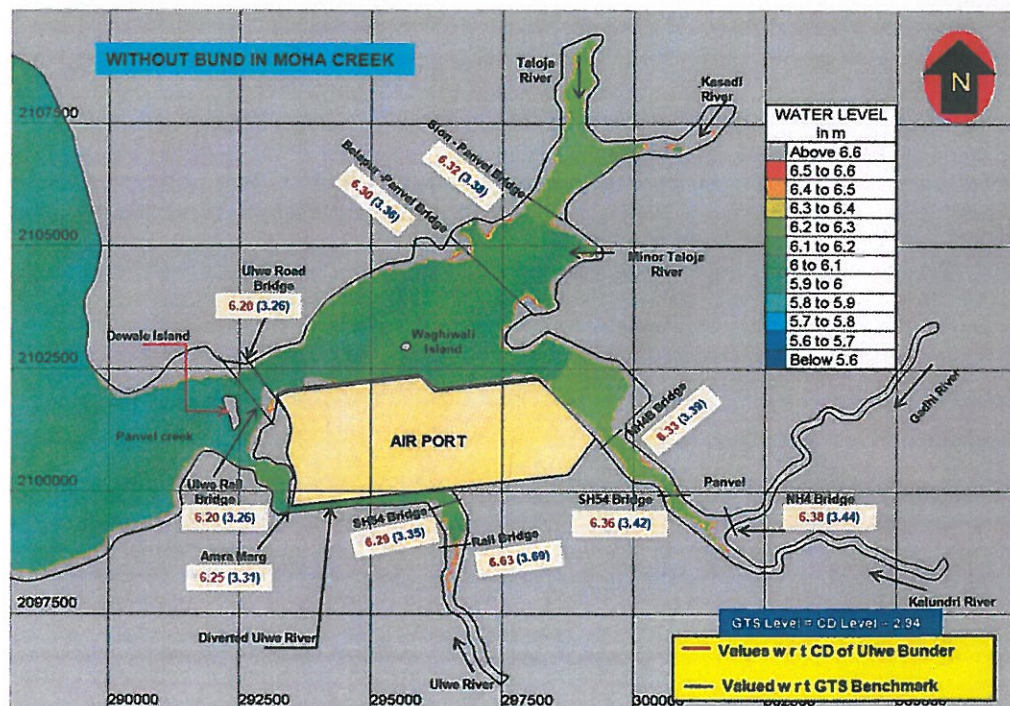 WITHOUT BUND IN MOHA CREEK
Taloja
River
Kasadi
River
N
2107500
WATER LEVEL
in m
Above 6.6
6.5 to 6.6
6.4 to 6.5
6.3 to 6.4
6.2 to 6.3
6.1 to 6.2
6 to 6.1
5.9 to 6
5.8 to 5.9
5.7 to 5.8
5.6 to 5.7
Below 5.6
Sion - Panvel Bridge
6.32 (3.38)
Belapur -Panvel Bridge
6.30 (3.36)
2105000
Minor Taloja
River
Ulwe Road
Bridge
6.20 (3.26)
Dewale Island
Waghiwali
Island
2102500
Panvel creek
AIR PORT
NH4B Bridge
6.33 (3.39)
Gadhi River
2100000
Ulwe Rail
Bridge
6.20 (3.26)
SH54 Bridge
6.29 (3.35)
Rail Bridge
6.63 (3.69)
SH54 Bridge
6.36 (3.42)
Panvel
NH4 Bridge
6.38 (3.44)
Amra Marg
6.25 (3.31)
2097500
Kalundri River
Diverted Ulwe River
Ulwe River
GTS Level = CD Level - 2.94
Values w r t CD of Ulwe Bunder
Valued w r t GTS Benchmark
290000
292500
295000
297500
300000